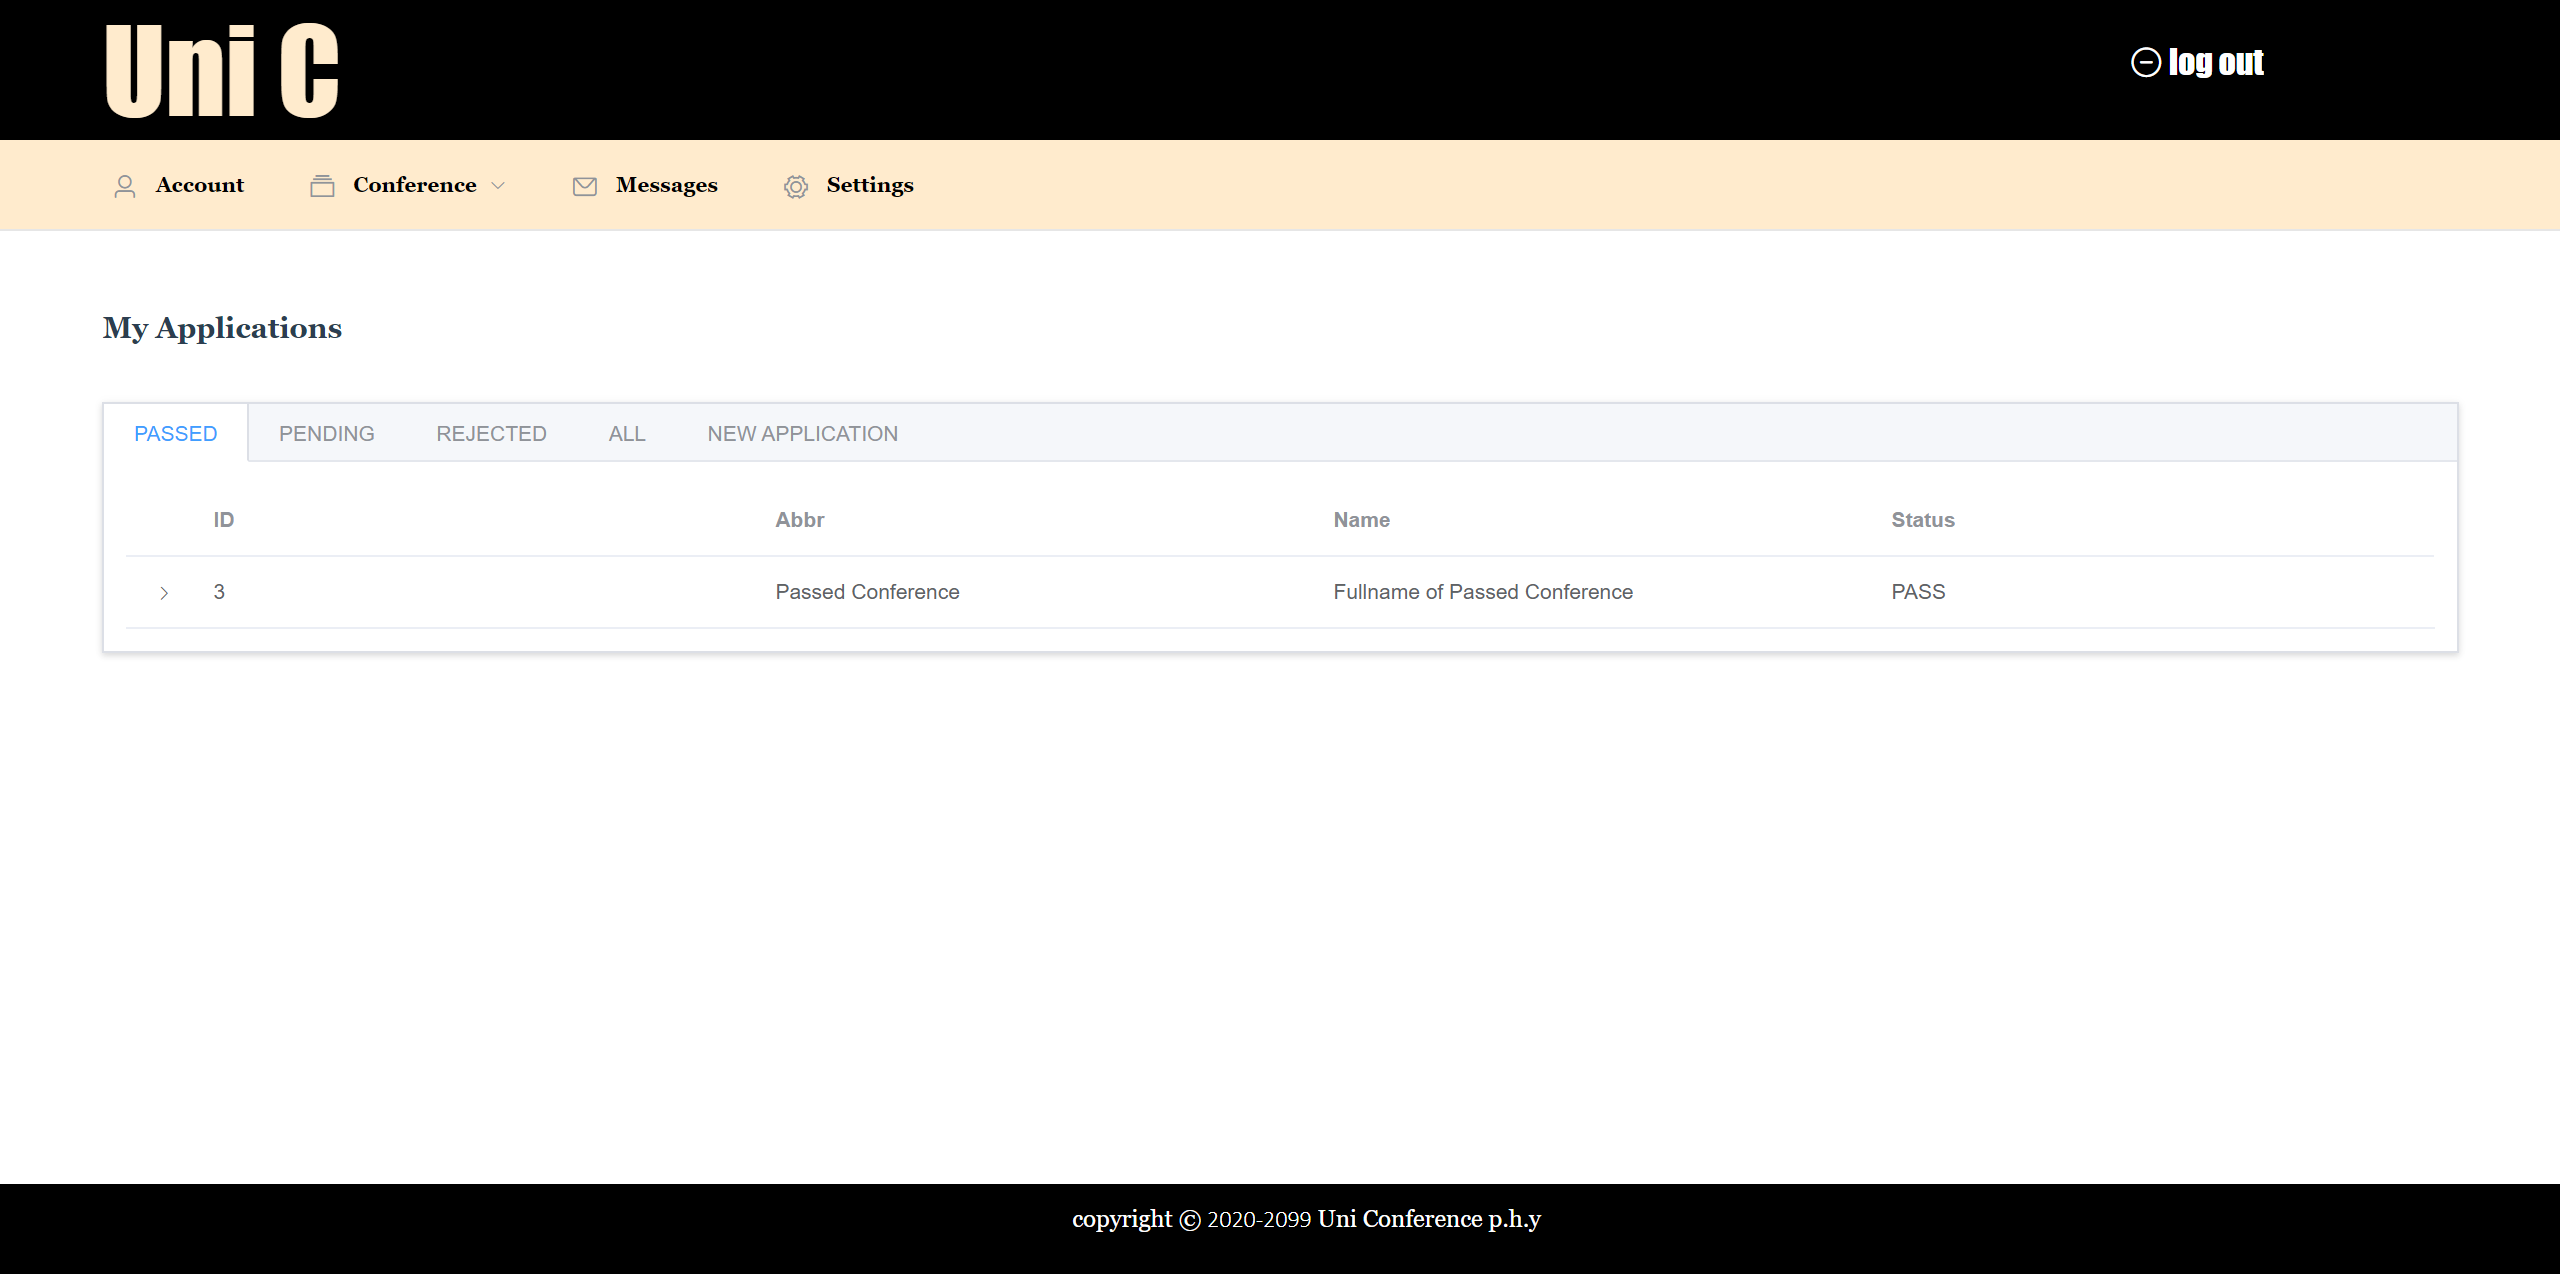 Uni C
log out
Account Conference Messages Settings
My Applications
PASSED PENDING REJECTED ALL NEW APPLICATION
ID Abbr Name Status
3 Passed Conference Fullname of Passed Conference PASS
copyright © 2020-2099 Uni Conference p.h.y